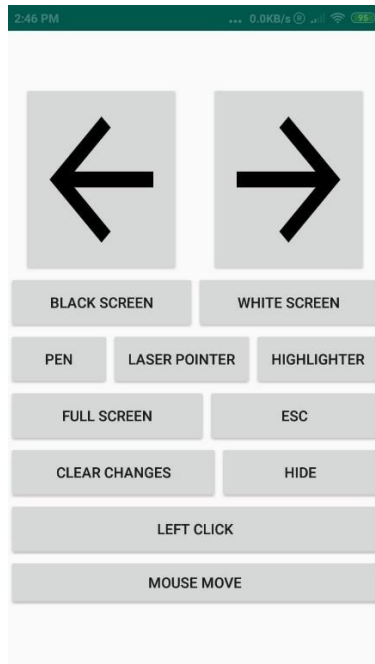 2:46 PM ... 0.0KB/s R 95
BLACK SCREEN WHITE SCREEN
PEN LASER POINTER HIGHLIGHTER
FULL SCREEN ESC
CLEAR CHANGES HIDE
LEFT CLICK
MOUSE MOVE